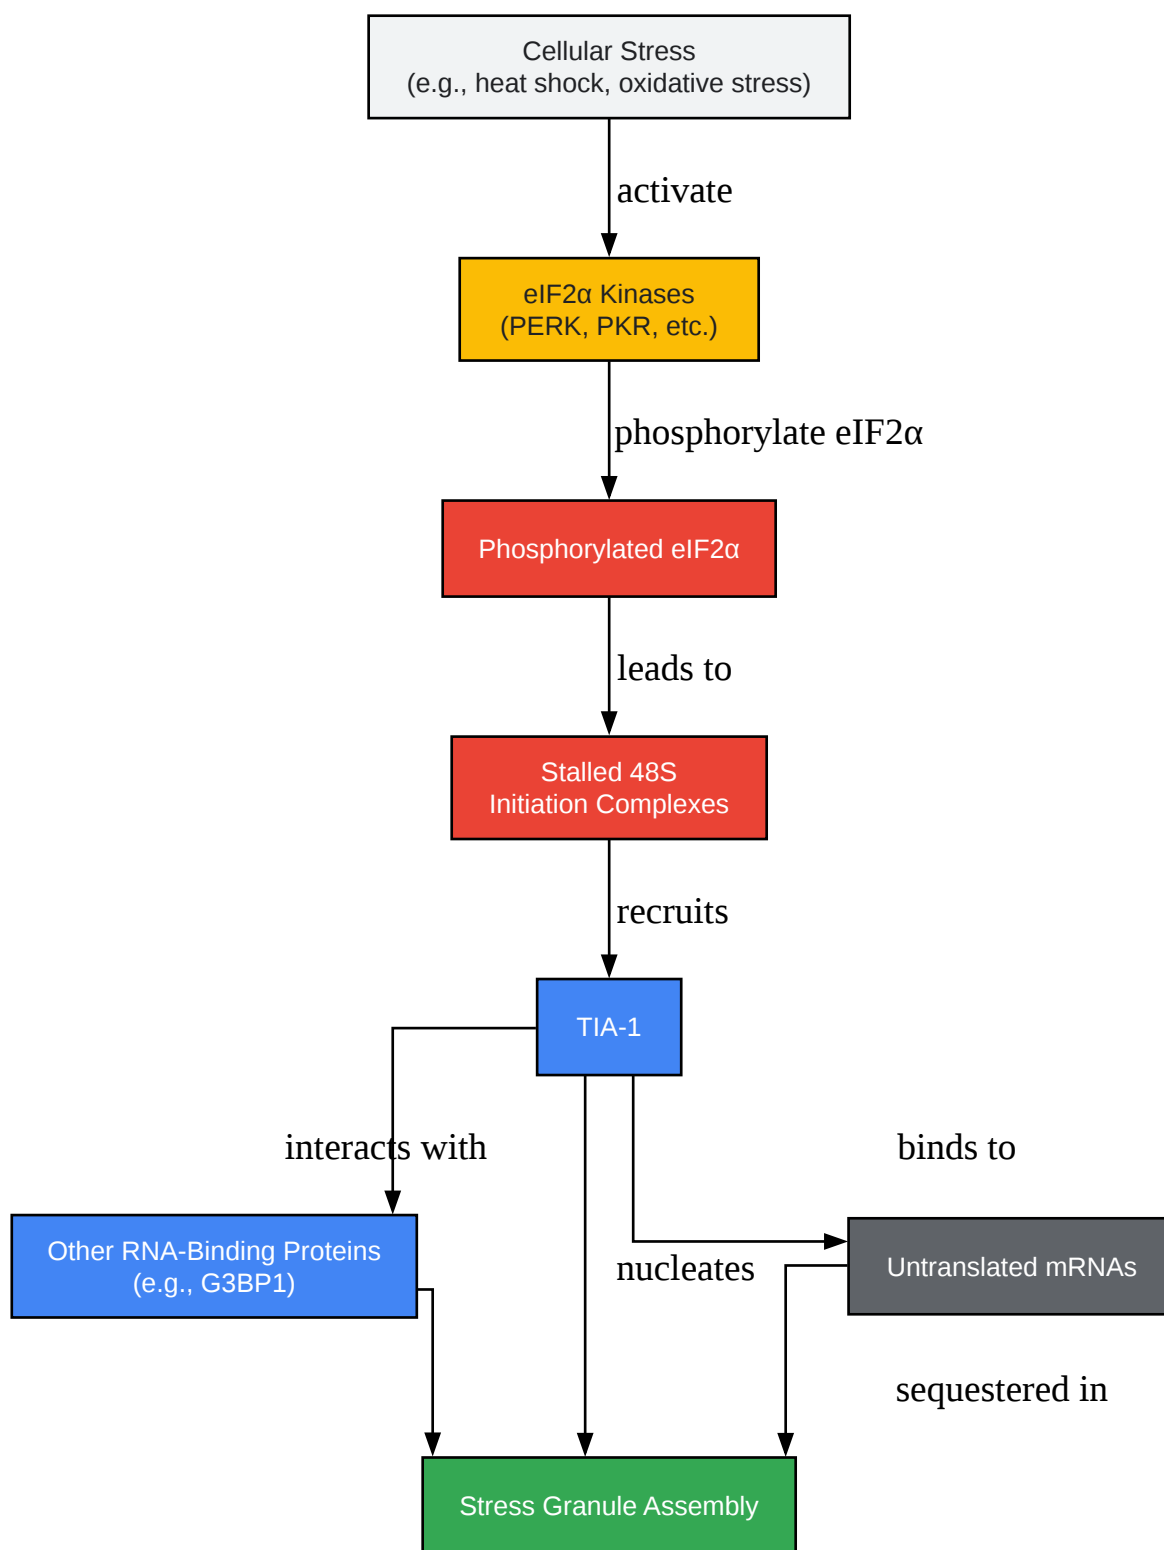 Cellular Stress
(e.g., heat shock, oxidative stress)
activate
eIF2α Kinases
(PERK, PKR, etc.)
phosphorylate eIF2α
Phosphorylated eIF2α
leads to
Stalled 48S
Initiation Complexes
recruits
TIA-1
interacts with
binds to
Other RNA-Binding Proteins
(e.g., G3BP1)
nucleates
Untranslated mRNAs
sequestered in
Stress Granule Assembly